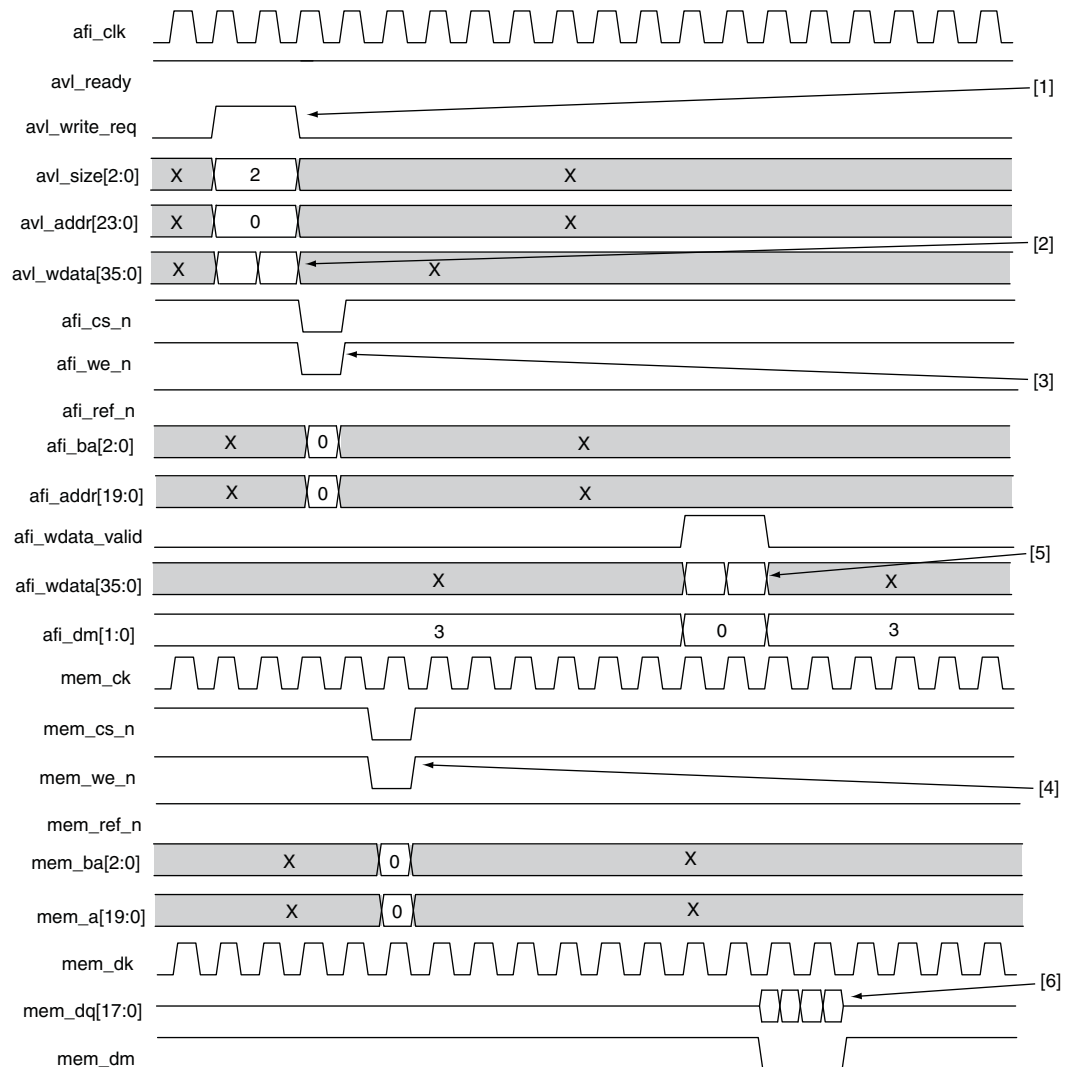 afi_clk
avl_ready
[1]
avl_write_req
avl_size[2:0] X 2 X
avl_addr[23:0] X 0 X
[2]
avl_wdata[35:0] X X
afi_cs_n
afi_we_n
[3]
afi_ref_n
afi_ba[2:0] X 0 X
afi_addr[19:0] X 0 X
afi_wdata_valid
[5]
afi_wdata[35:0] X X
afi_dm[1:0] 3 0 3
mem_ck
mem_cs_n
mem_we_n
[4]
mem_ref_n
mem_ba[2:0] X 0 X
mem_a[19:0] X 0 X
mem_dk
[6]
mem_dq[17:0]
mem_dm